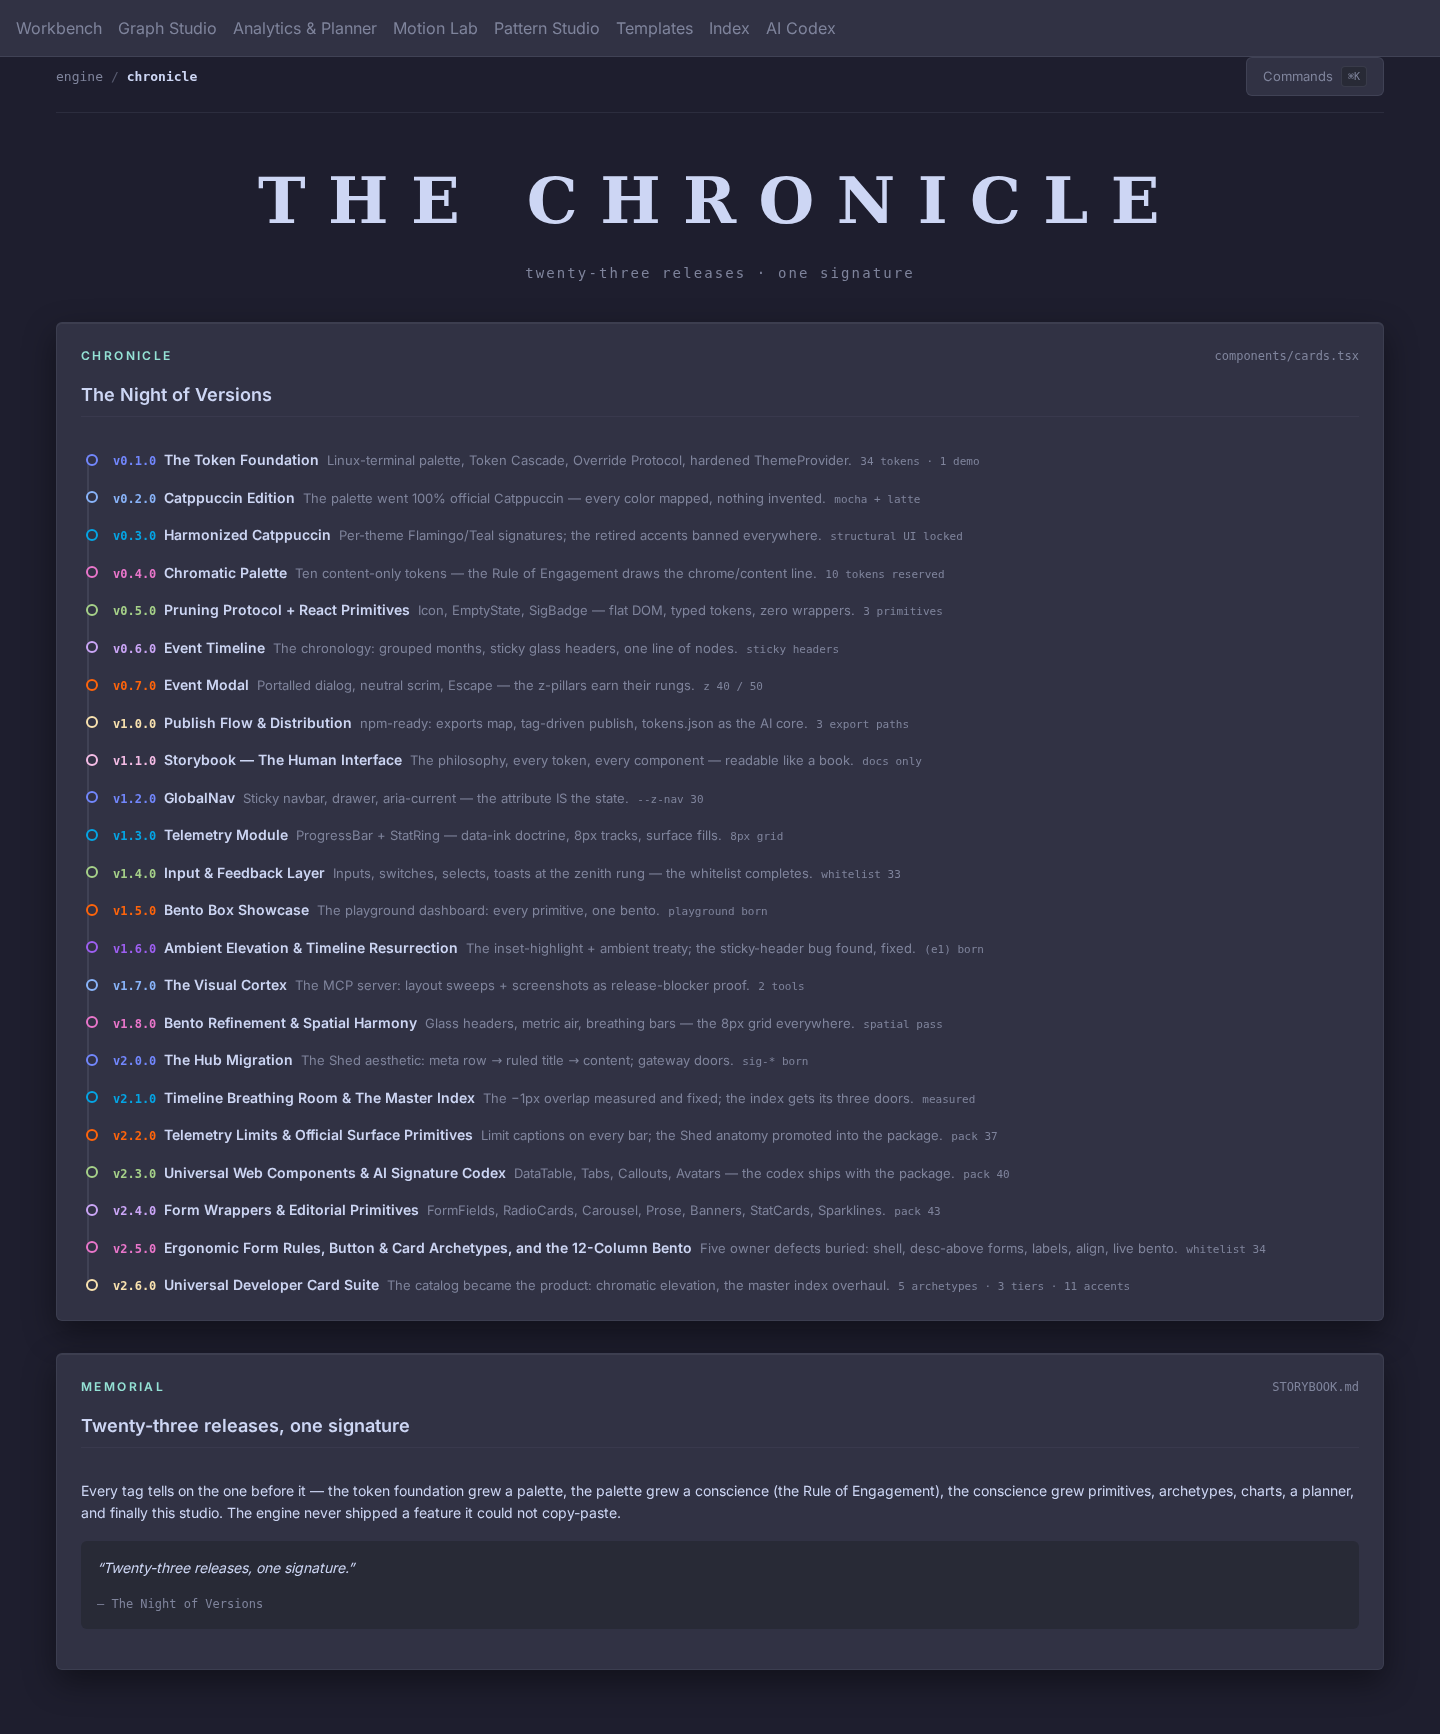 Workbench Graph Studio Analytics & Planner Motion Lab Pattern Studio Templates Index AI Codex
engine / chronicle
Commands ⌘K
THE CHRONICLE
twenty-three releases · one signature
CHRONICLE
components/cards.tsx
The Night of Versions
v0.1.0 The Token Foundation Linux-terminal palette, Token Cascade, Override Protocol, hardened ThemeProvider. 34 tokens · 1 demo
v0.2.0 Catppuccin Edition The palette went 100% official Catppuccin — every color mapped, nothing invented. mocha + latte
v0.3.0 Harmonized Catppuccin Per-theme Flamingo/Teal signatures; the retired accents banned everywhere. structural UI locked
v0.4.0 Chromatic Palette Ten content-only tokens — the Rule of Engagement draws the chrome/content line. 10 tokens reserved
v0.5.0 Pruning Protocol + React Primitives Icon, EmptyState, SigBadge — flat DOM, typed tokens, zero wrappers. 3 primitives
v0.6.0 Event Timeline The chronology: grouped months, sticky glass headers, one line of nodes. sticky headers
v0.7.0 Event Modal Portalled dialog, neutral scrim, Escape — the z-pillars earn their rungs. z 40 / 50
v1.0.0 Publish Flow & Distribution npm-ready: exports map, tag-driven publish, tokens.json as the AI core. 3 export paths
v1.1.0 Storybook — The Human Interface The philosophy, every token, every component — readable like a book. docs only
v1.2.0 GlobalNav Sticky navbar, drawer, aria-current — the attribute IS the state. --z-nav 30
v1.3.0 Telemetry Module ProgressBar + StatRing — data-ink doctrine, 8px tracks, surface fills. 8px grid
v1.4.0 Input & Feedback Layer Inputs, switches, selects, toasts at the zenith rung — the whitelist completes. whitelist 33
v1.5.0 Bento Box Showcase The playground dashboard: every primitive, one bento. playground born
v1.6.0 Ambient Elevation & Timeline Resurrection The inset-highlight + ambient treaty; the sticky-header bug found, fixed. (e1) born
v1.7.0 The Visual Cortex The MCP server: layout sweeps + screenshots as release-blocker proof. 2 tools
v1.8.0 Bento Refinement & Spatial Harmony Glass headers, metric air, breathing bars — the 8px grid everywhere. spatial pass
v2.0.0 The Hub Migration The Shed aesthetic: meta row → ruled title → content; gateway doors. sig-* born
v2.1.0 Timeline Breathing Room & The Master Index The −1px overlap measured and fixed; the index gets its three doors. measured
v2.2.0 Telemetry Limits & Official Surface Primitives Limit captions on every bar; the Shed anatomy promoted into the package. pack 37
v2.3.0 Universal Web Components & AI Signature Codex DataTable, Tabs, Callouts, Avatars — the codex ships with the package. pack 40
v2.4.0 Form Wrappers & Editorial Primitives FormFields, RadioCards, Carousel, Prose, Banners, StatCards, Sparklines. pack 43
v2.5.0 Ergonomic Form Rules, Button & Card Archetypes, and the 12-Column Bento Five owner defects buried: shell, desc-above forms, labels, align, live bento. whitelist 34
v2.6.0 Universal Developer Card Suite The catalog became the product: chromatic elevation, the master index overhaul. 5 archetypes · 3 tiers · 11 accents
MEMORIAL
STORYBOOK.md
Twenty-three releases, one signature
Every tag tells on the one before it — the token foundation grew a palette, the palette grew a conscience (the Rule of Engagement), the conscience grew primitives, archetypes, charts, a planner,
and finally this studio. The engine never shipped a feature it could not copy-paste.
“Twenty-three releases, one signature.”
— The Night of Versions